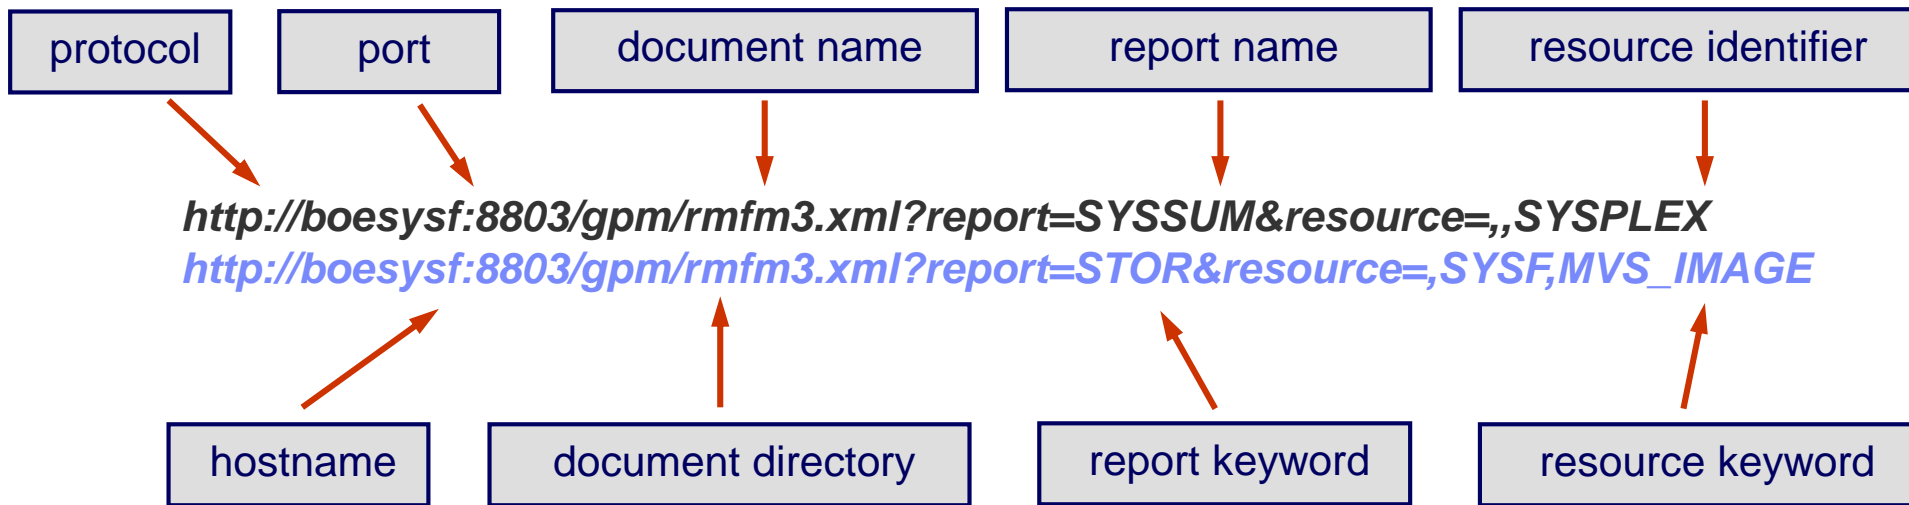 protocol
port
document name
report name
resource identifier
http://boesysf:8803/gpm/rmfm3.xml?report=SYSSUM&resource=,,SYSPLEX
http://boesysf:8803/gpm/rmfm3.xml?report=STOR&resource=,SYSF,MVS_IMAGE
hostname
document directory
report keyword
resource keyword